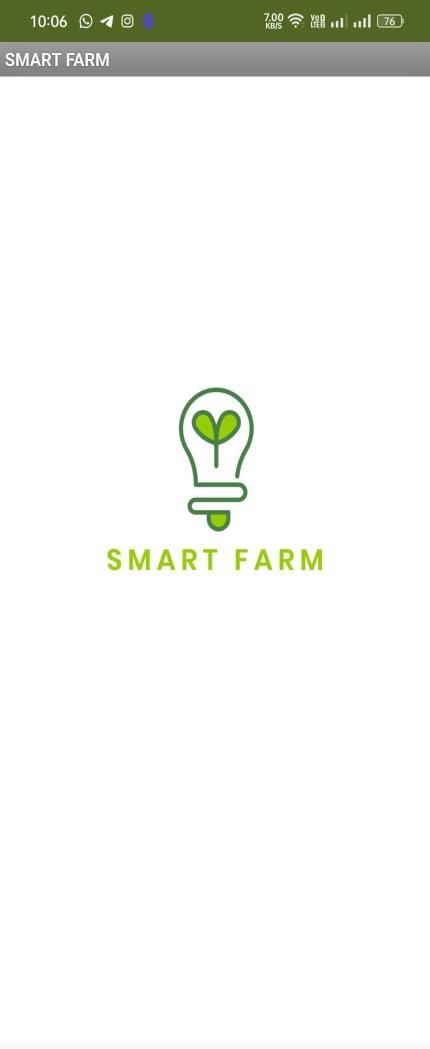 10:06
7.00
KB/S
Vo D
LTE
76
SMART FARM
SMART FARM